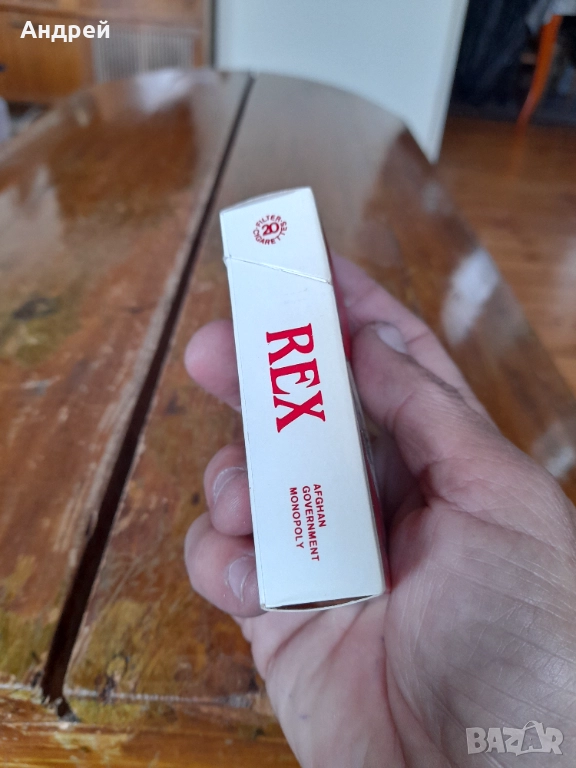 Андрей
FILTER
20
CIGARETTES
REX
AFGHAN
GOVERNMENT
MONOPOLY
BAZAR